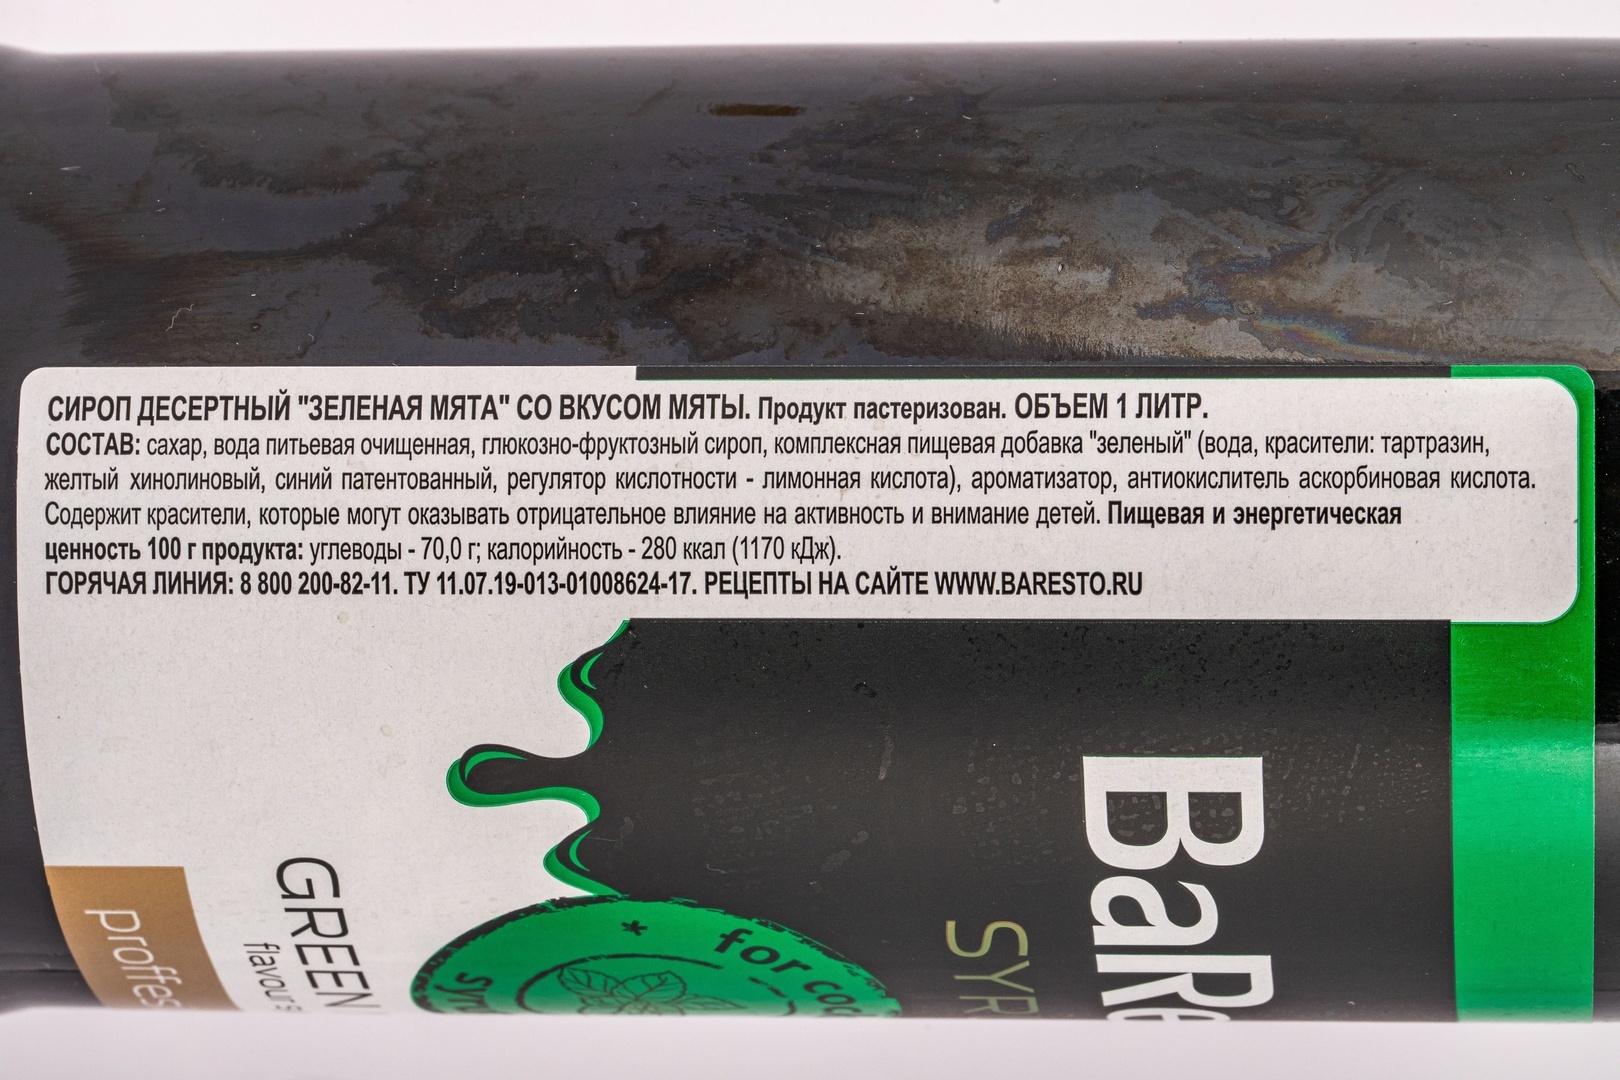 СИРОП ДЕСЕРТНЫЙ "ЗЕЛЕНАЯ МЯТА" СО ВКУСОМ МЯТЫ. Продукт пастеризован. ОБЪЕМ 1 ЛИТР.
СОСТАВ: сахар, вода питьевая очищенная, глюкозно-фруктозный сироп, комплексная пищевая добавка "зеленый" (вода, красители: тартразин,
желтый хинолиновый, синий патентованный, регулятор кислотности - лимонная кислота), ароматизатор, антиокислитель аскорбиновая кислота.
Содержит красители, которые могут оказывать отрицательное влияние на активность и внимание детей. Пищевая и энергетическая
ценность 100 г продукта: углеводы - 70,0 г; калорийность - 280 ккал (1170 кДж).
ГОРЯЧАЯ ЛИНИЯ: 8 800 200-82-11. ТУ 11.07.19-013-01008624-17. РЕЦЕПТЫ НА САЙТЕ WWW.BARESTO.RU
BaRe
SYR
for coc
syr
GREEN
flavour
proffes